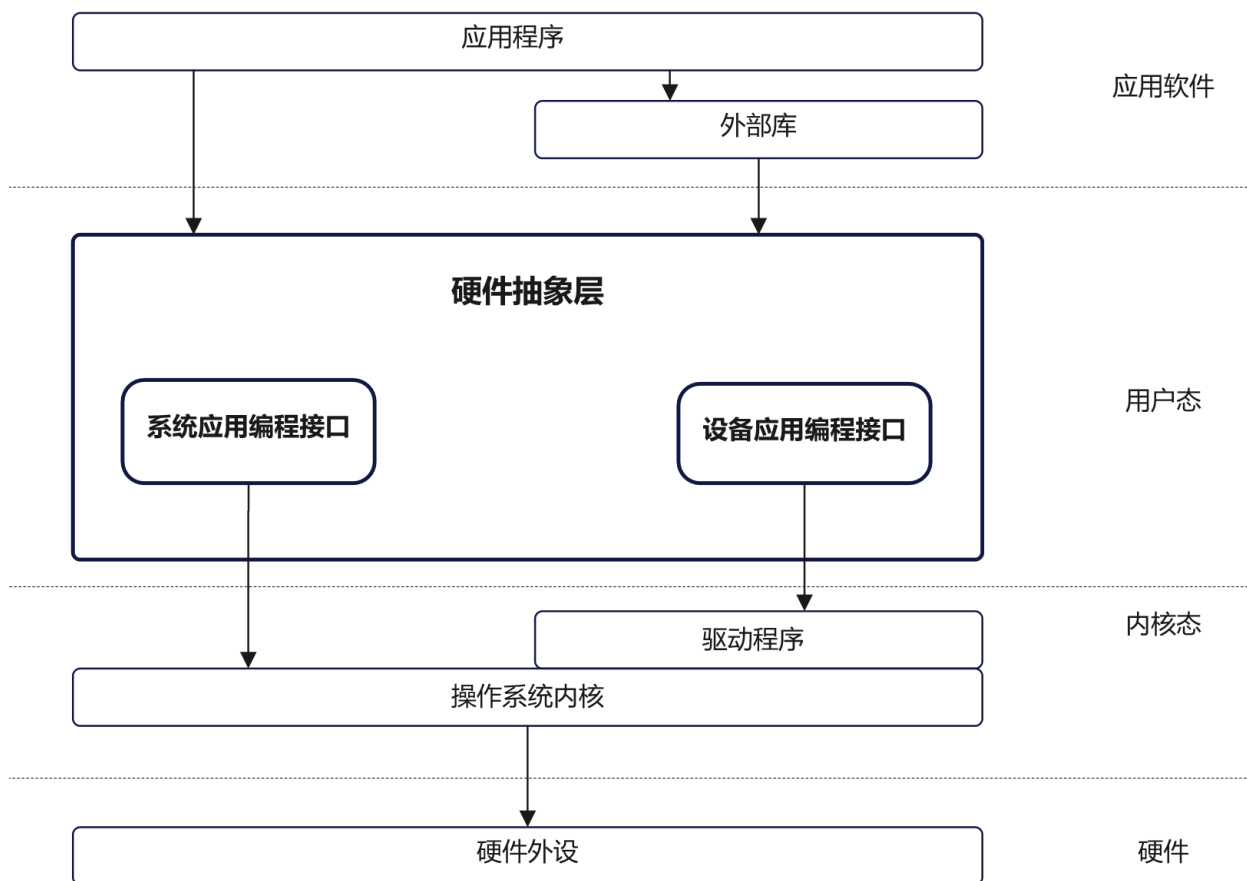 应用程序
应用软件
外部库
硬件抽象层
用户态
系统应用编程接口
设备应用编程接口
内核态
驱动程序
操作系统内核
硬件外设
硬件